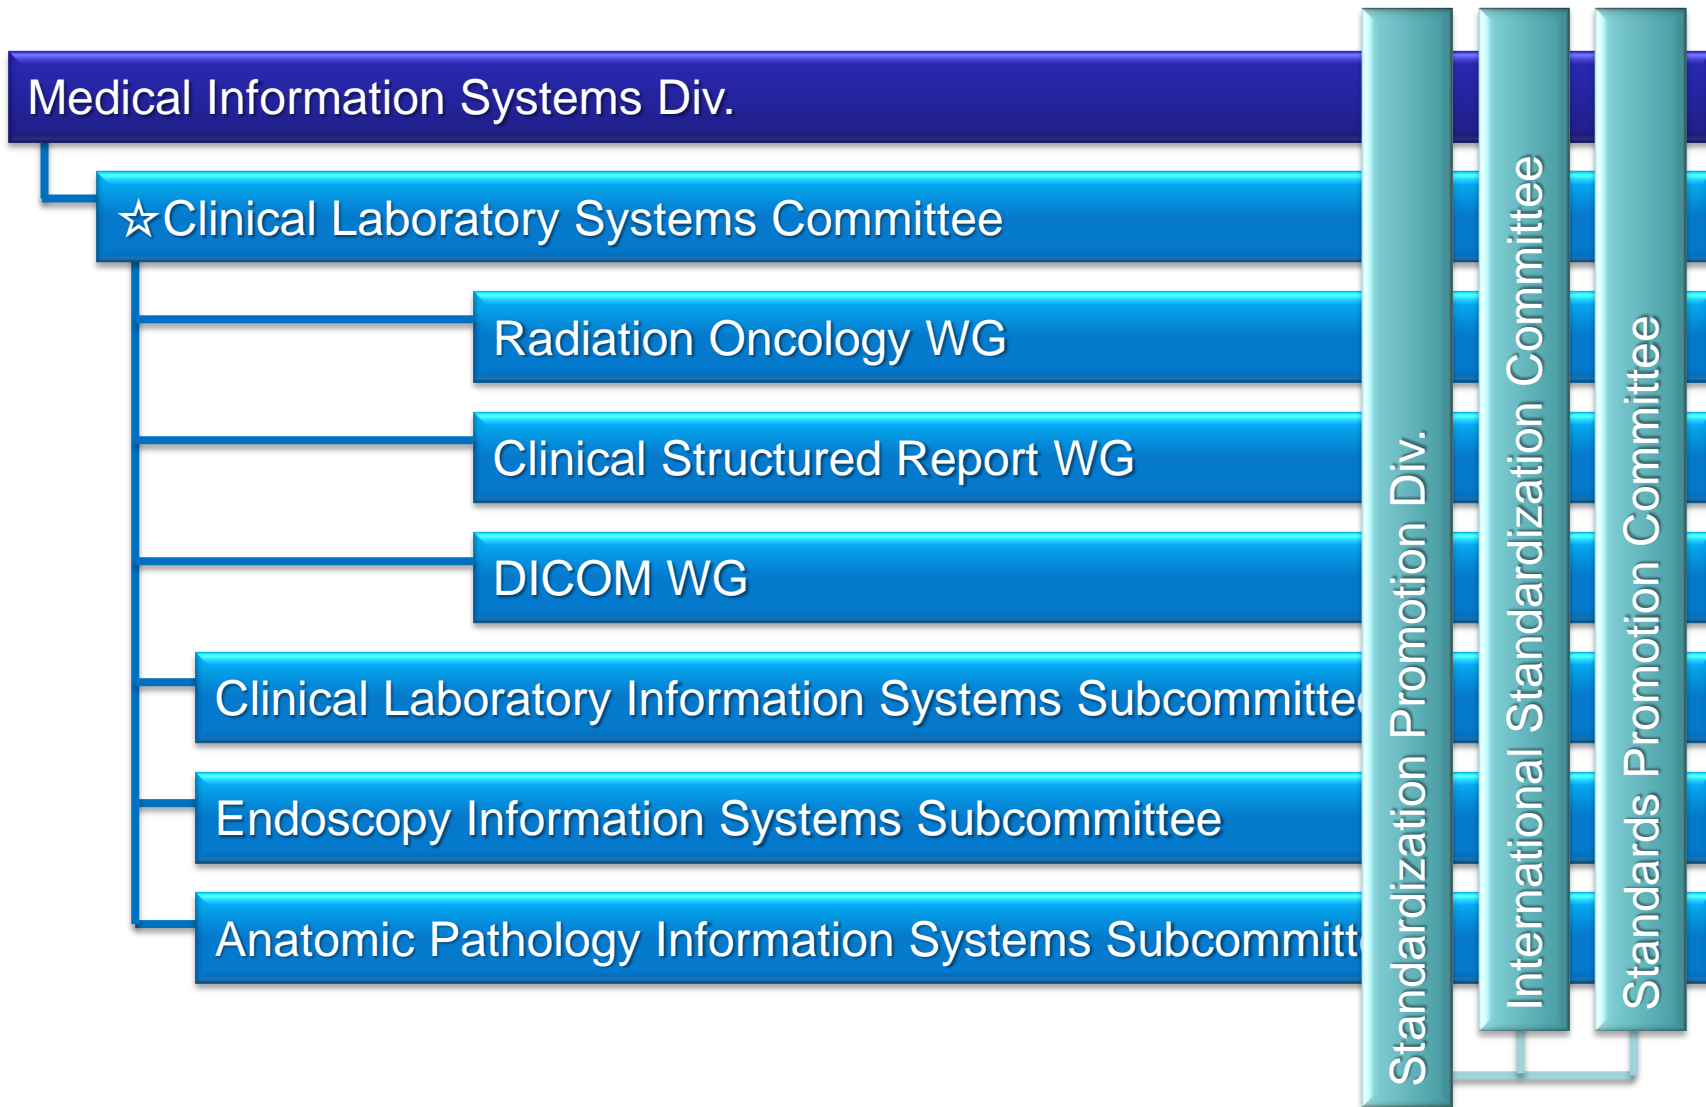 Medical Information Systems Div.
☆Clinical Laboratory Systems Committee
Radiation Oncology WG
Clinical Structured Report WG
DICOM WG
Clinical Laboratory Information Systems Subcommittee
Endoscopy Information Systems Subcommittee
Anatomic Pathology Information Systems Subcommitt
Standardization Promotion Div.
International Standardization Committee
Standards Promotion Committee